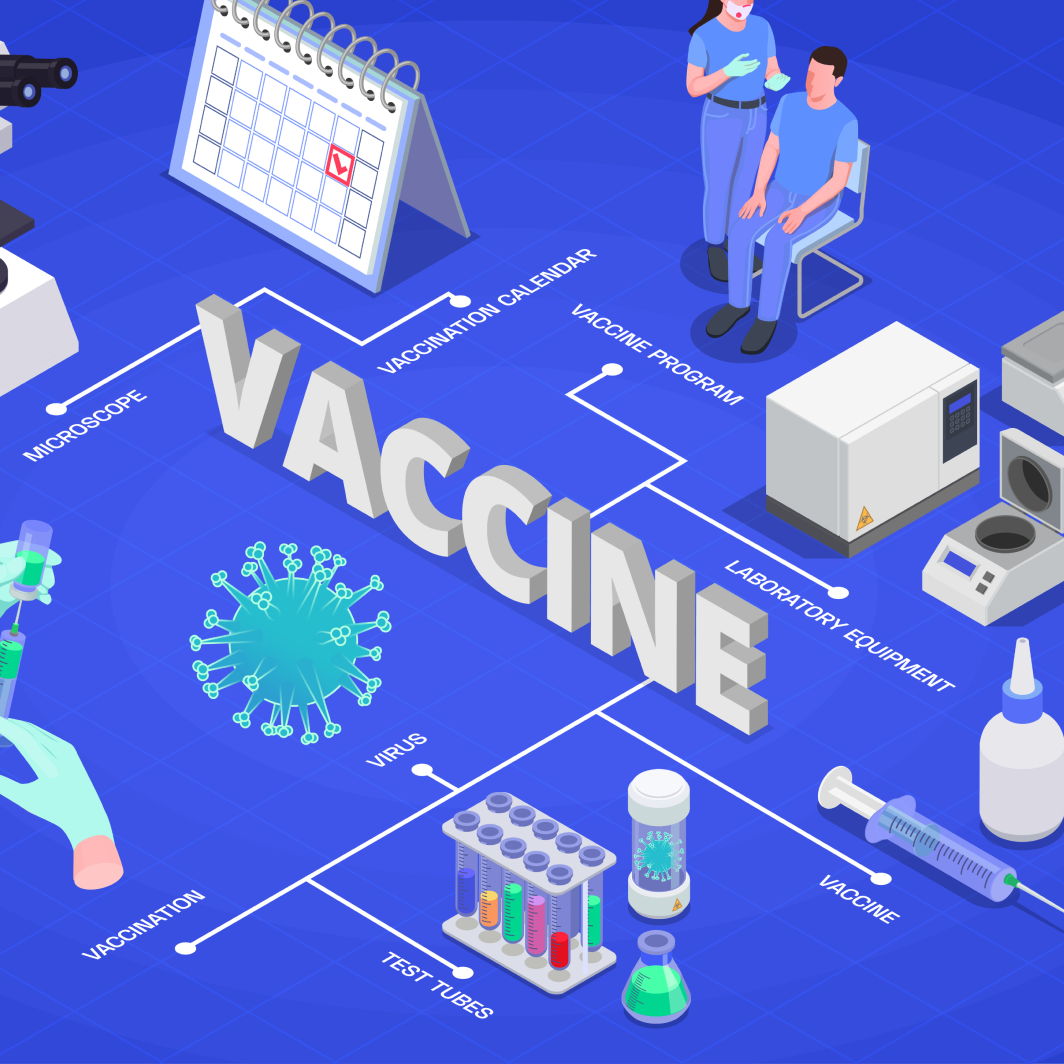 VACCINATION CALENDAR
VACCINE PROGRAM
MICROSCOPE
VACCINE
LABORATORY EQUIPMENT
VIRUS
VACCINE
VACCINATION
TEST TUBES